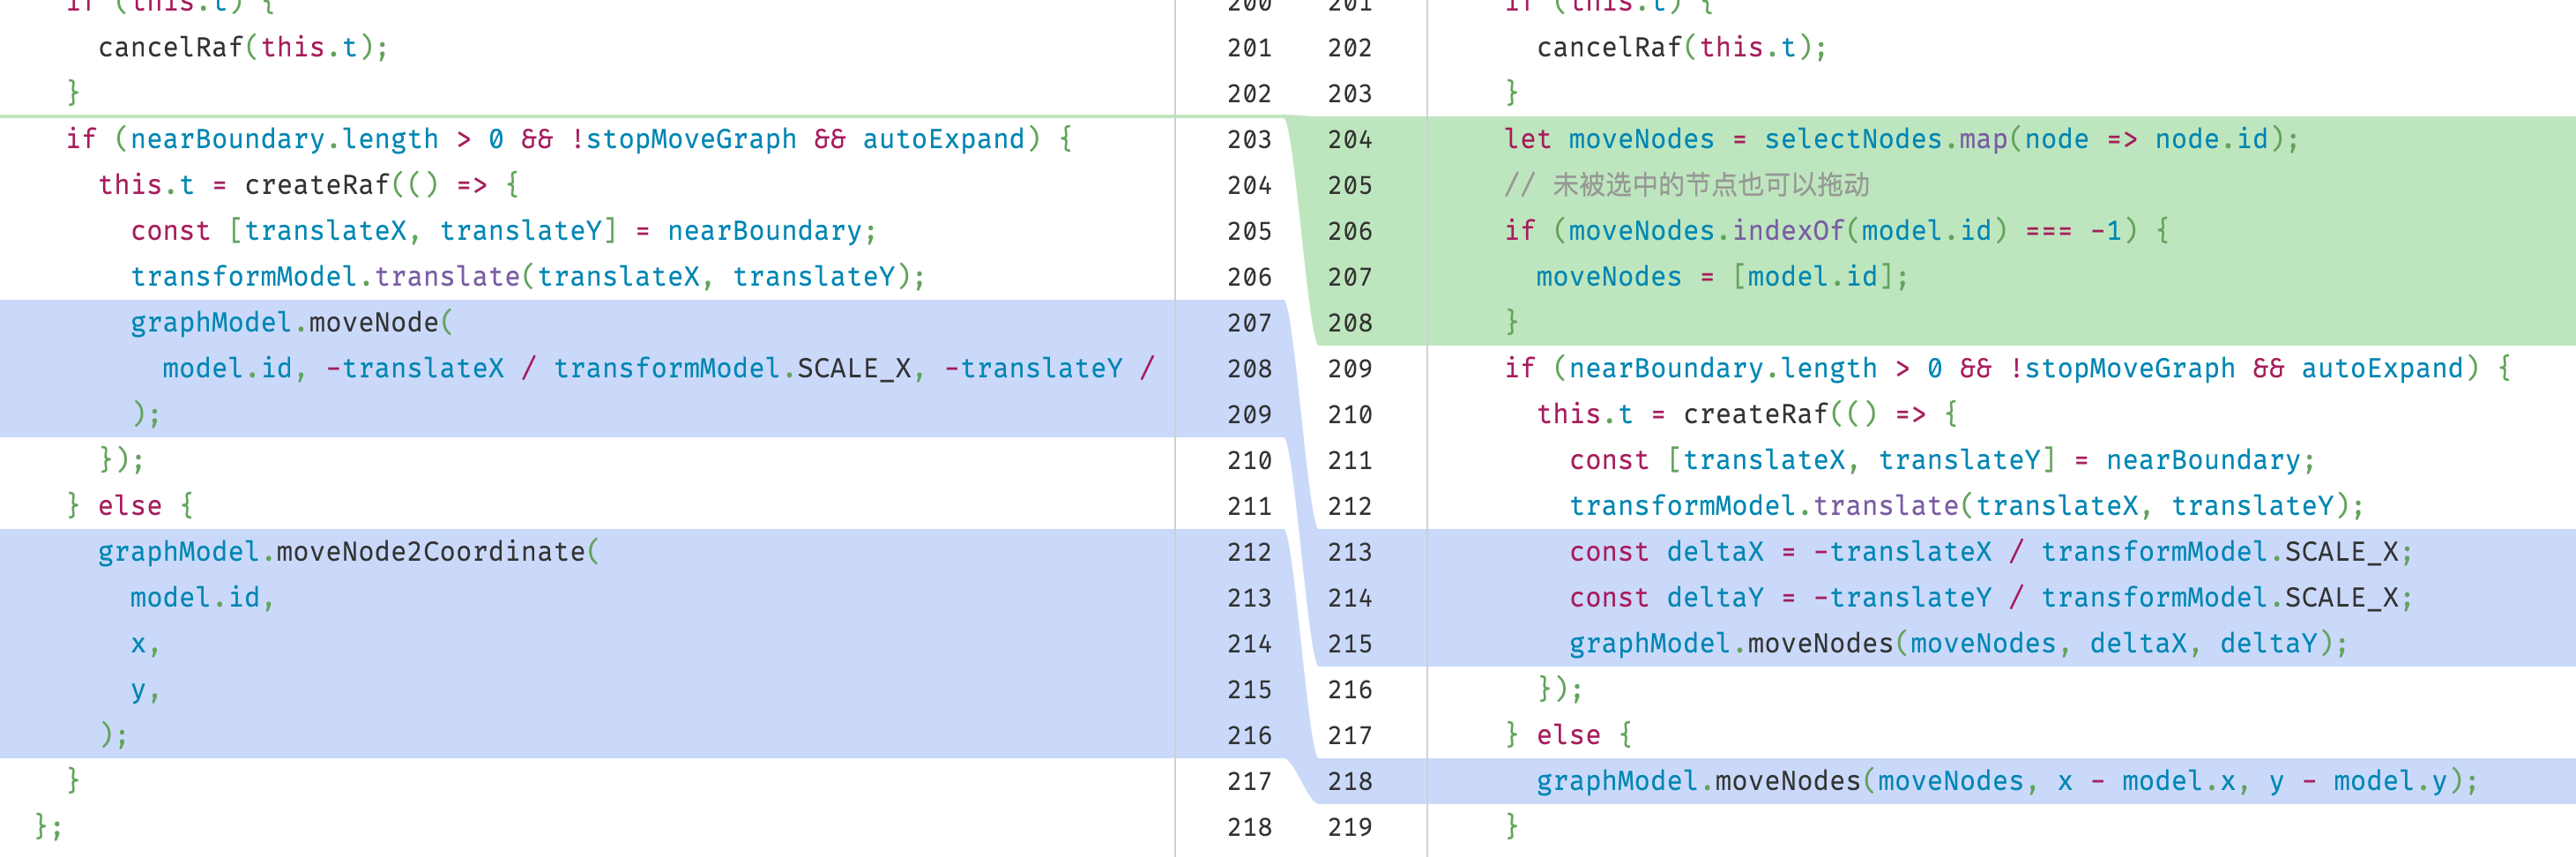 if (this.t) {
cancelRaf(this.t);
}
if (nearBoundary.length > 0 && !stopMoveGraph && autoExpand) {
this.t = createRaf(() => {
const [translateX, translateY] = nearBoundary;
transformModel.translate(translateX, translateY);
graphModel.moveNode(
model.id, -translateX / transformModel.SCALE_X, -translateY /
);
});
} else {
graphModel.moveNode2Coordinate(
model.id,
x,
y,
);
}
};
200
201
202
203
204
205
206
207
208
209
210
211
212
213
214
215
216
217
218
201
202
203
204
205
206
207
208
209
210
211
212
213
214
215
216
217
218
219
if (this.t) {
cancelRaf(this.t);
}
let moveNodes = selectNodes.map(node => node.id);
// 未被选中的节点也可以拖动
if (moveNodes.indexOf(model.id) === -1) {
moveNodes = [model.id];
}
if (nearBoundary.length > 0 && !stopMoveGraph && autoExpand) {
this.t = createRaf(() => {
const [translateX, translateY] = nearBoundary;
transformModel.translate(translateX, translateY);
const deltaX = -translateX / transformModel.SCALE_X;
const deltaY = -translateY / transformModel.SCALE_X;
graphModel.moveNodes(moveNodes, deltaX, deltaY);
});
} else {
graphModel.moveNodes(moveNodes, x - model.x, y - model.y);
}